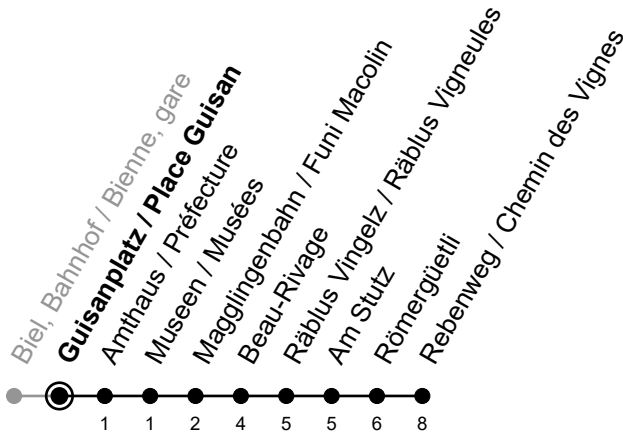 Biel, Bahnhof / Bienne, gare
Guisanplatz / Place Guisan
Amthaus / Préfecture
Museen / Musées
Magglingenbahn / Funi Macolin
Beau-Rivage
Räblus Vingelz / Räblus Vigneules
Am Stutz
Römergüetli
Rebenweg / Chemin des Vignes
1 1 2 4 5 5 6 8